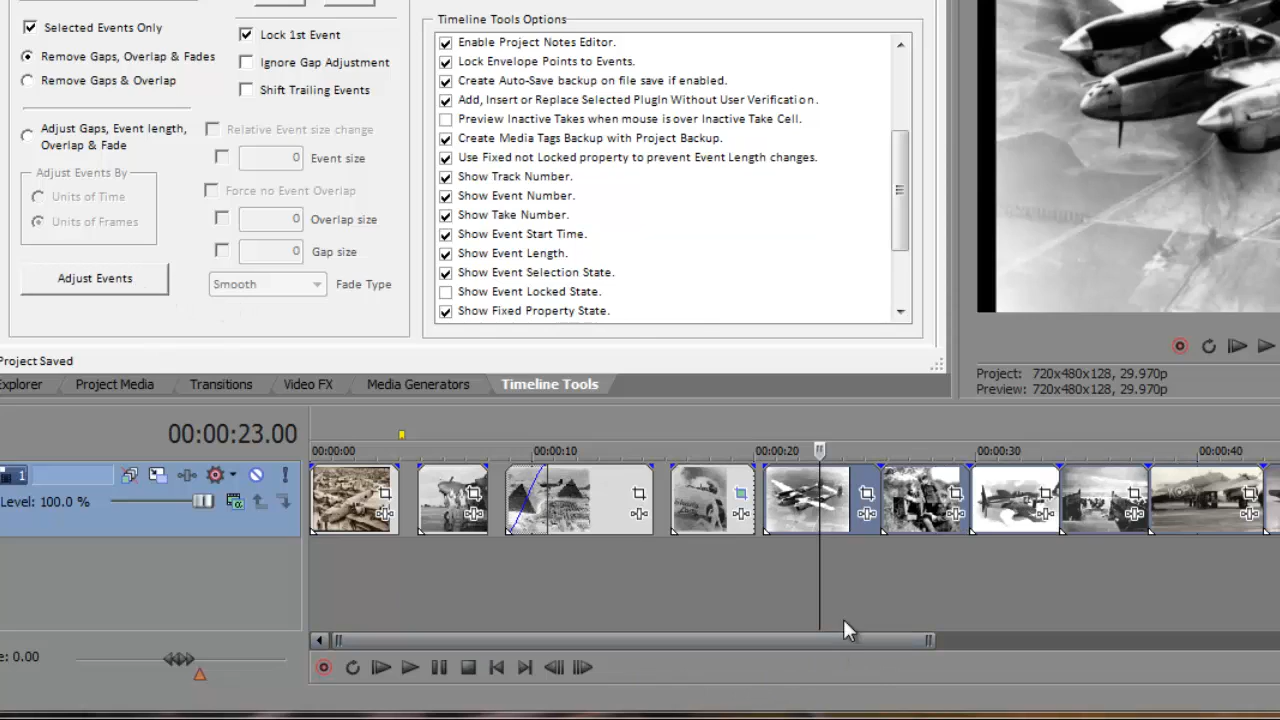 Selected Events Only
Remove Gaps, Overlap & Fades
Remove Gaps & Overlap
Adjust Gaps, Event length,
Overlap & Fade
Adjust Events By
Units of Time
Units of Frames
Adjust Events
Lock 1st Event
Ignore Gap Adjustment
Shift Trailing Events
Relative Event size change
0 Event size
Force no Event Overlap
0 Overlap size
0 Gap size
Smooth Fade Type
Timeline Tools Options
Enable Project Notes Editor.
Lock Envelope Points to Events.
Create Auto-Save backup on file save if enabled.
Add, Insert or Replace Selected PlugIn Without User Verification.
Preview Inactive Takes when mouse is over Inactive Take Cell.
Create Media Tags Backup with Project Backup.
Use Fixed not Locked property to prevent Event Length changes.
Show Track Number.
Show Event Number.
Show Take Number.
Show Event Start Time.
Show Event Length.
Show Event Selection State.
Show Event Locked State.
Show Fixed Property State.
Project Saved
Explorer Project Media Transitions Video FX Media Generators Timeline Tools
Project: 720x480x128, 29.970p
Preview: 720x480x128, 29.970p
00:00:23.00
00:00:00 00:00:10 00:00:20 00:00:30 00:00:40
1
Level: 100.0 %
e: 0.00